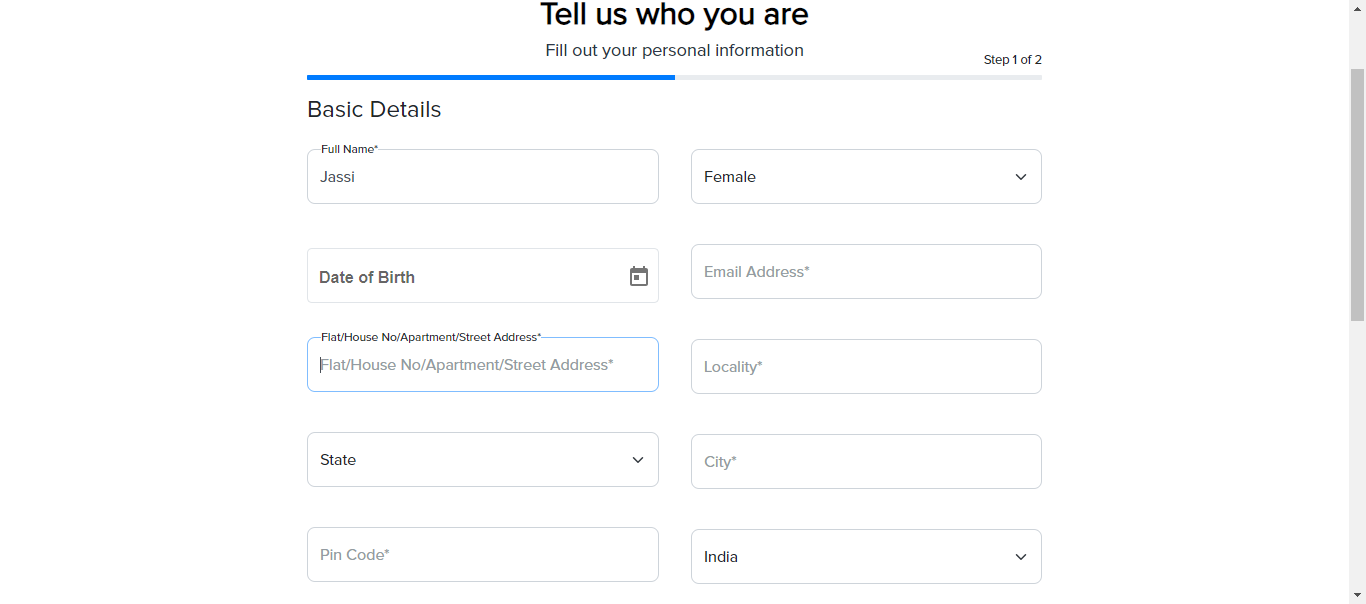 Tell us who you are
Fill out your personal information
Step 1 of 2
Basic Details
Full Name*
Jassi
Female
Date of Birth
Email Address*
Flat/House No/Apartment/Street Address*
Flat/House No/Apartment/Street Address*
Locality*
State
City*
Pin Code*
India